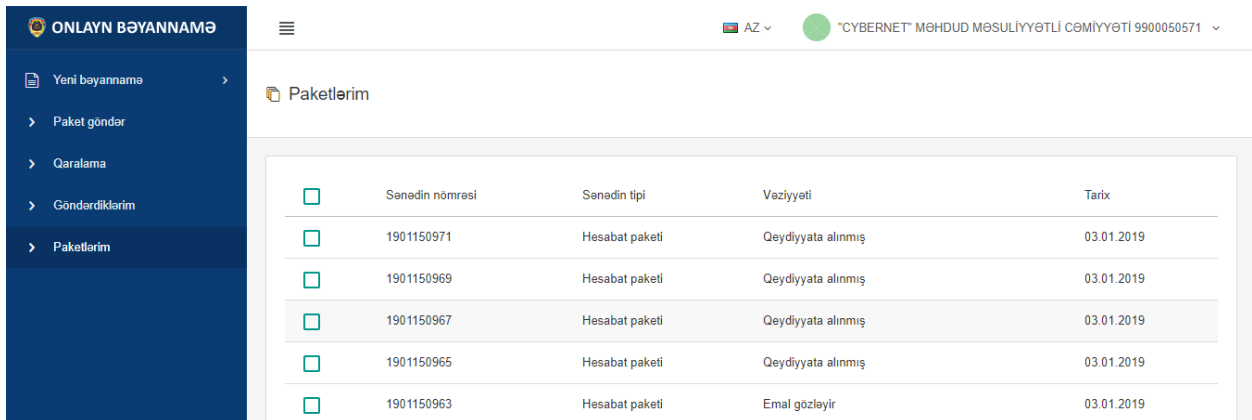 ONLAYN BƏYANNAMƏ
AZ
"CYBERNET" MƏHDUD MƏSULİYYƏTLİ CƏMİYYƏTİ 9900050571
Yeni bəyannamə
Paket göndər
Qaralama
Göndərdiklərim
Paketlərim
Paketlərim
Sənədin nömrəsi Sənədin tipi Vəziyyəti Tarix
1901150971 Hesabat paketi Qeydiyyata alınmış 03.01.2019
1901150969 Hesabat paketi Qeydiyyata alınmış 03.01.2019
1901150967 Hesabat paketi Qeydiyyata alınmış 03.01.2019
1901150965 Hesabat paketi Qeydiyyata alınmış 03.01.2019
1901150963 Hesabat paketi Emal gözləyir 03.01.2019